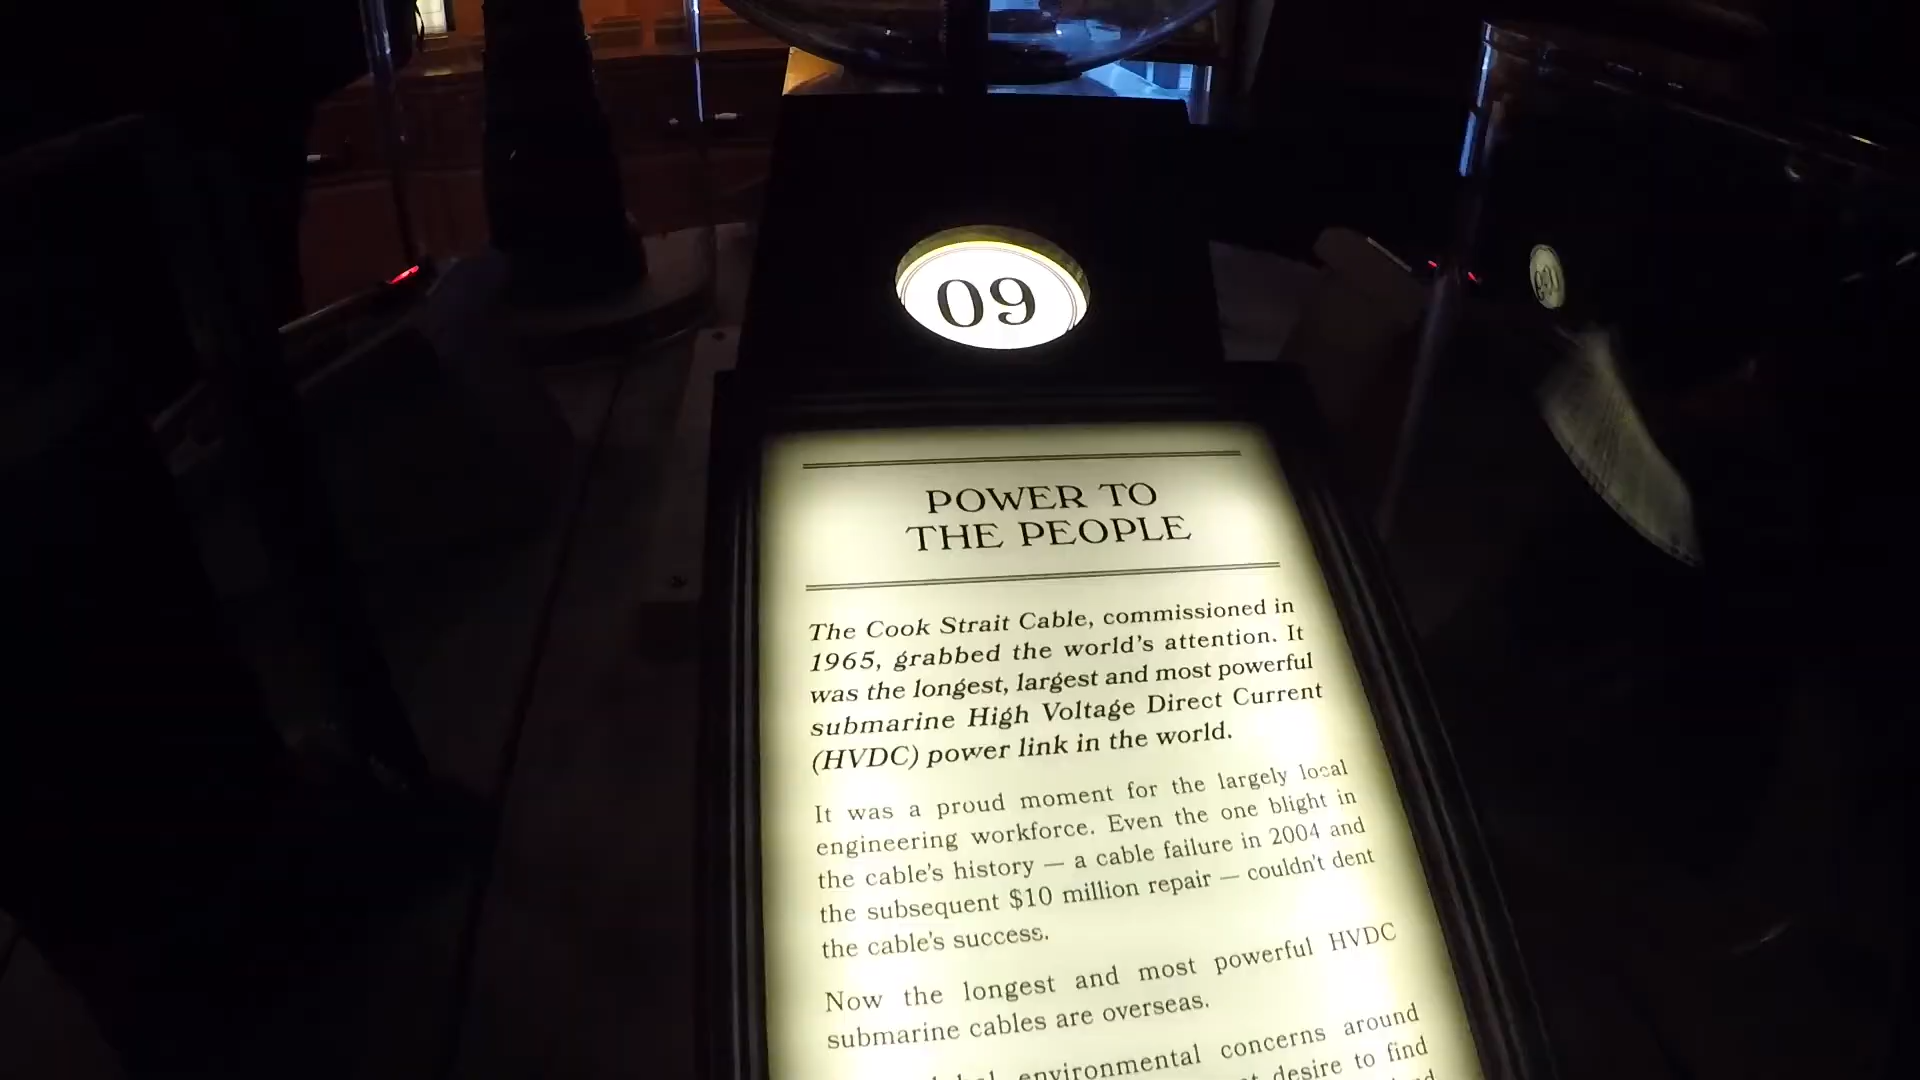 09
POWER TO
THE PEOPLE
The Cook Strait Cable, commissioned in
1965, grabbed the world's attention. It
was the longest, largest and most powerful
submarine High Voltage Direct Current
(HVDC) power link in the world.
It was a proud moment for the largely local
engineering workforce. Even the one blight in
the cable's history — a cable failure in 2004 and
the subsequent $10 million repair — couldn't dent
the cable's success.
Now the longest and most powerful HVDC
submarine cables are overseas.
environmental concerns around
desire to find